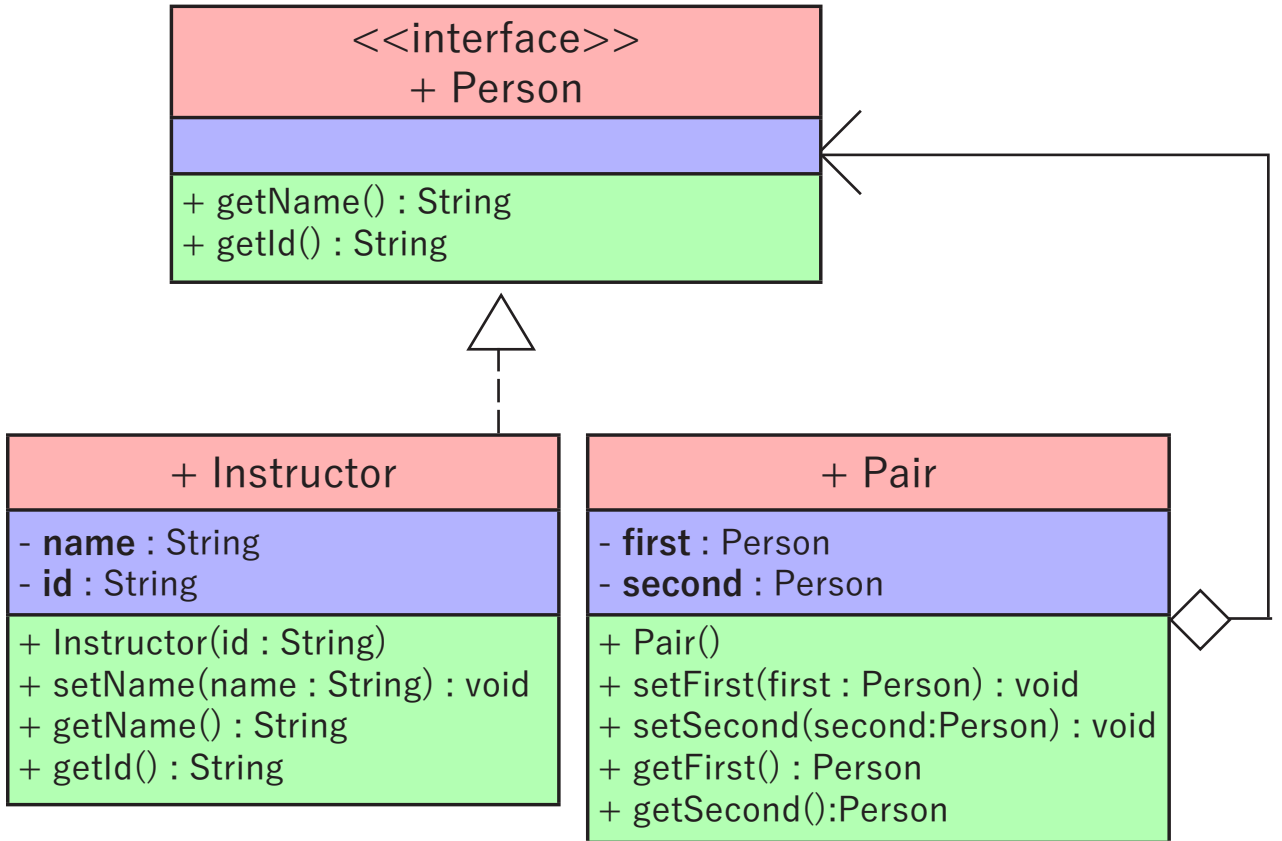 <<interface>>
+ Person
+ getName() : String
+ getId() : String
+ Instructor
- name : String
- id : String
+ Instructor(id : String)
+ setName(name : String) : void
+ getName() : String
+ getId() : String
+ Pair
- first : Person
- second : Person
+ Pair()
+ setFirst(first : Person) : void
+ setSecond(second:Person) : void
+ getFirst() : Person
+ getSecond():Person